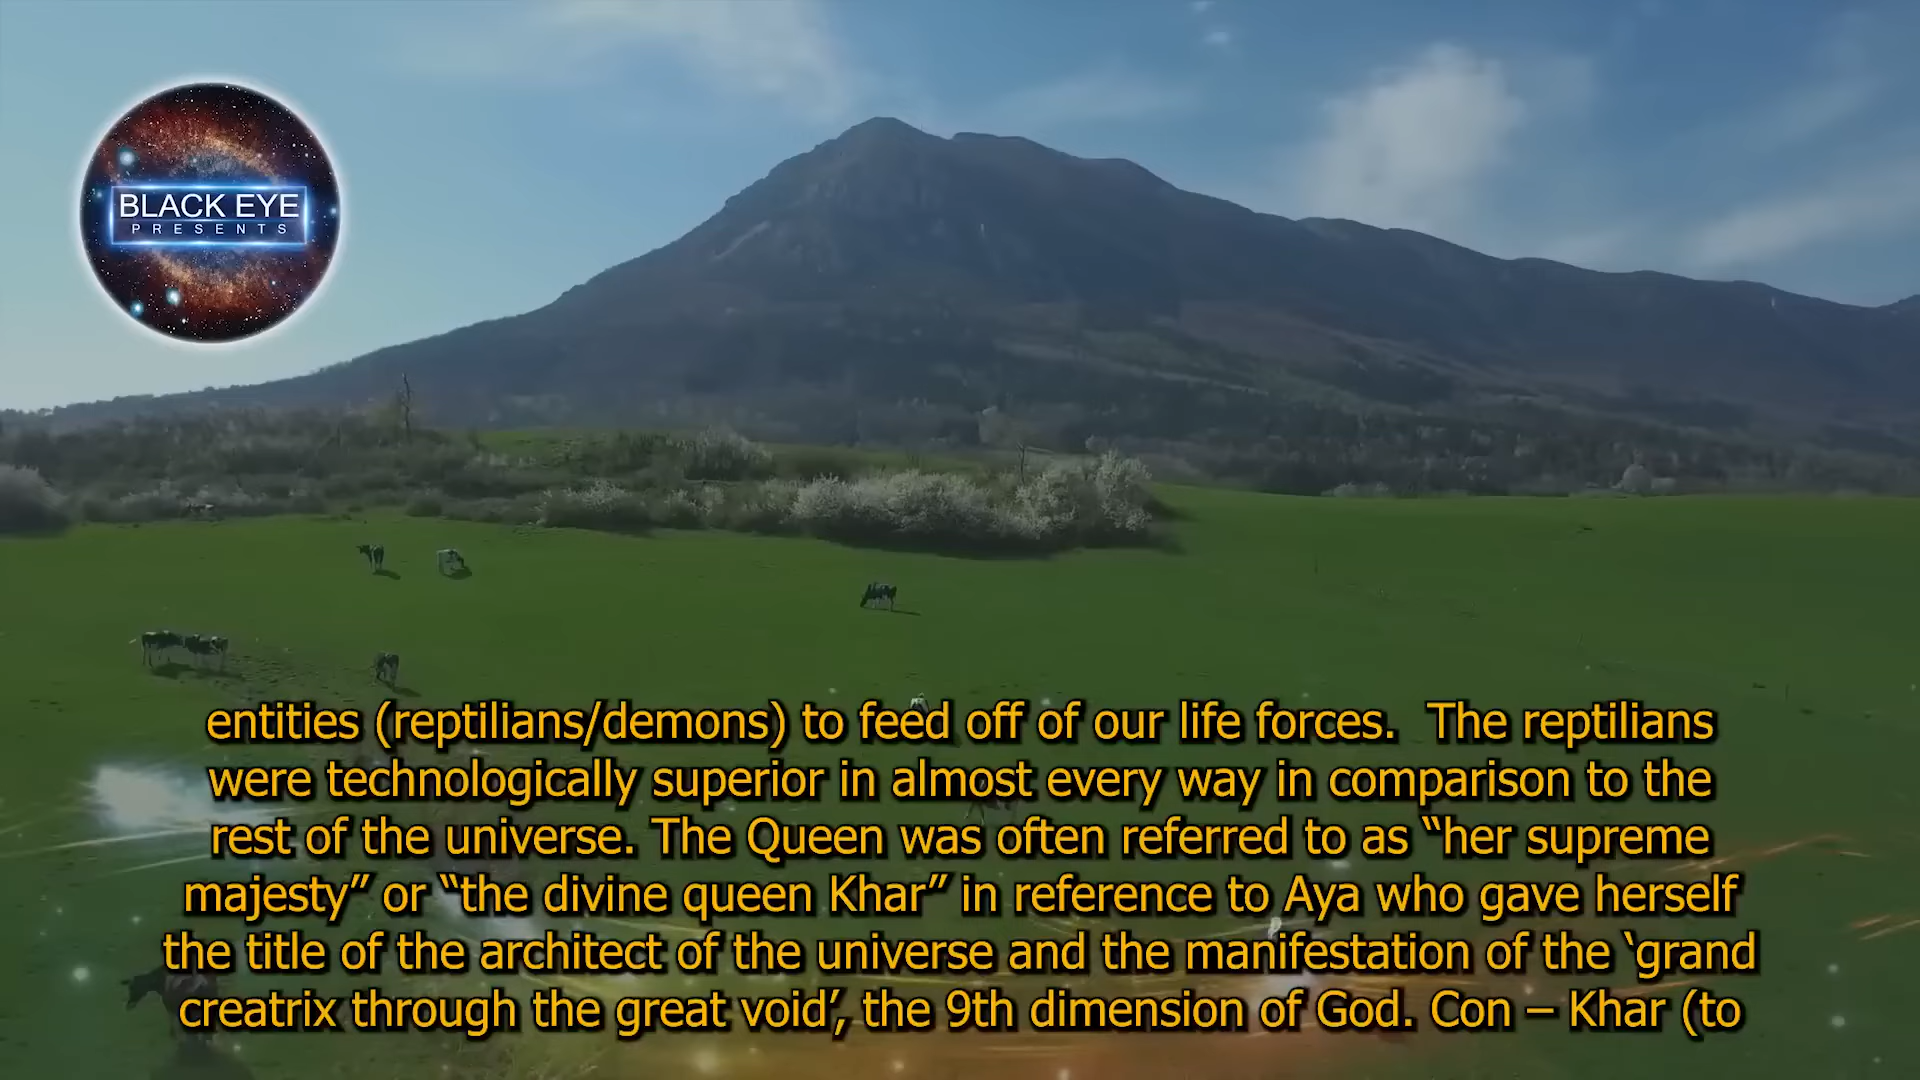 BLACK EYE
PRESENTS
entities (reptilians/demons) to feed off of our life forces.  The reptilians
were technologically superior in almost every way in comparison to the
rest of the universe. The Queen was often referred to as “her supreme
majesty” or “the divine queen Khar” in reference to Aya who gave herself
the title of the architect of the universe and the manifestation of the ‘grand
creatrix through the great void’, the 9th dimension of God. Con – Khar (to